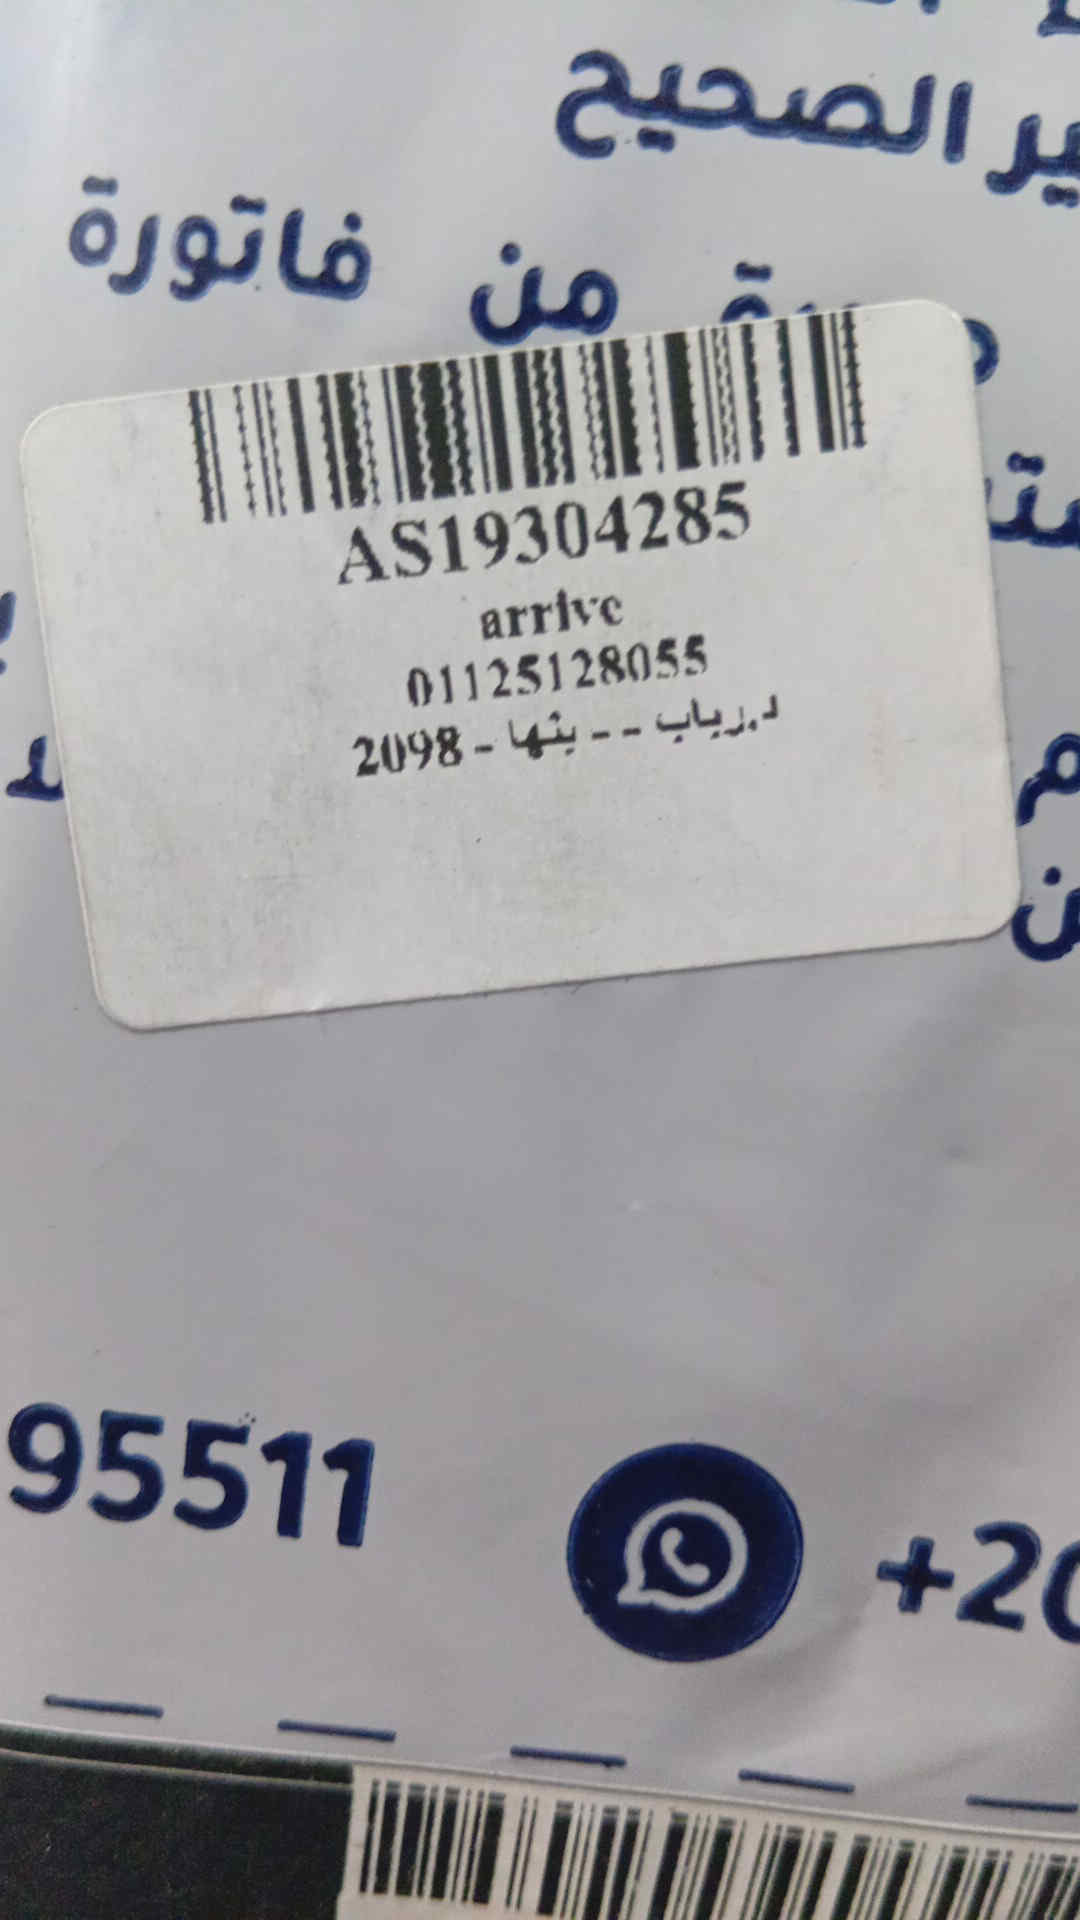 ير الصحيح
من فاتورة
AS19304285
arrive
01125128055
د.رباب -- بنها - 2098
95511
+20